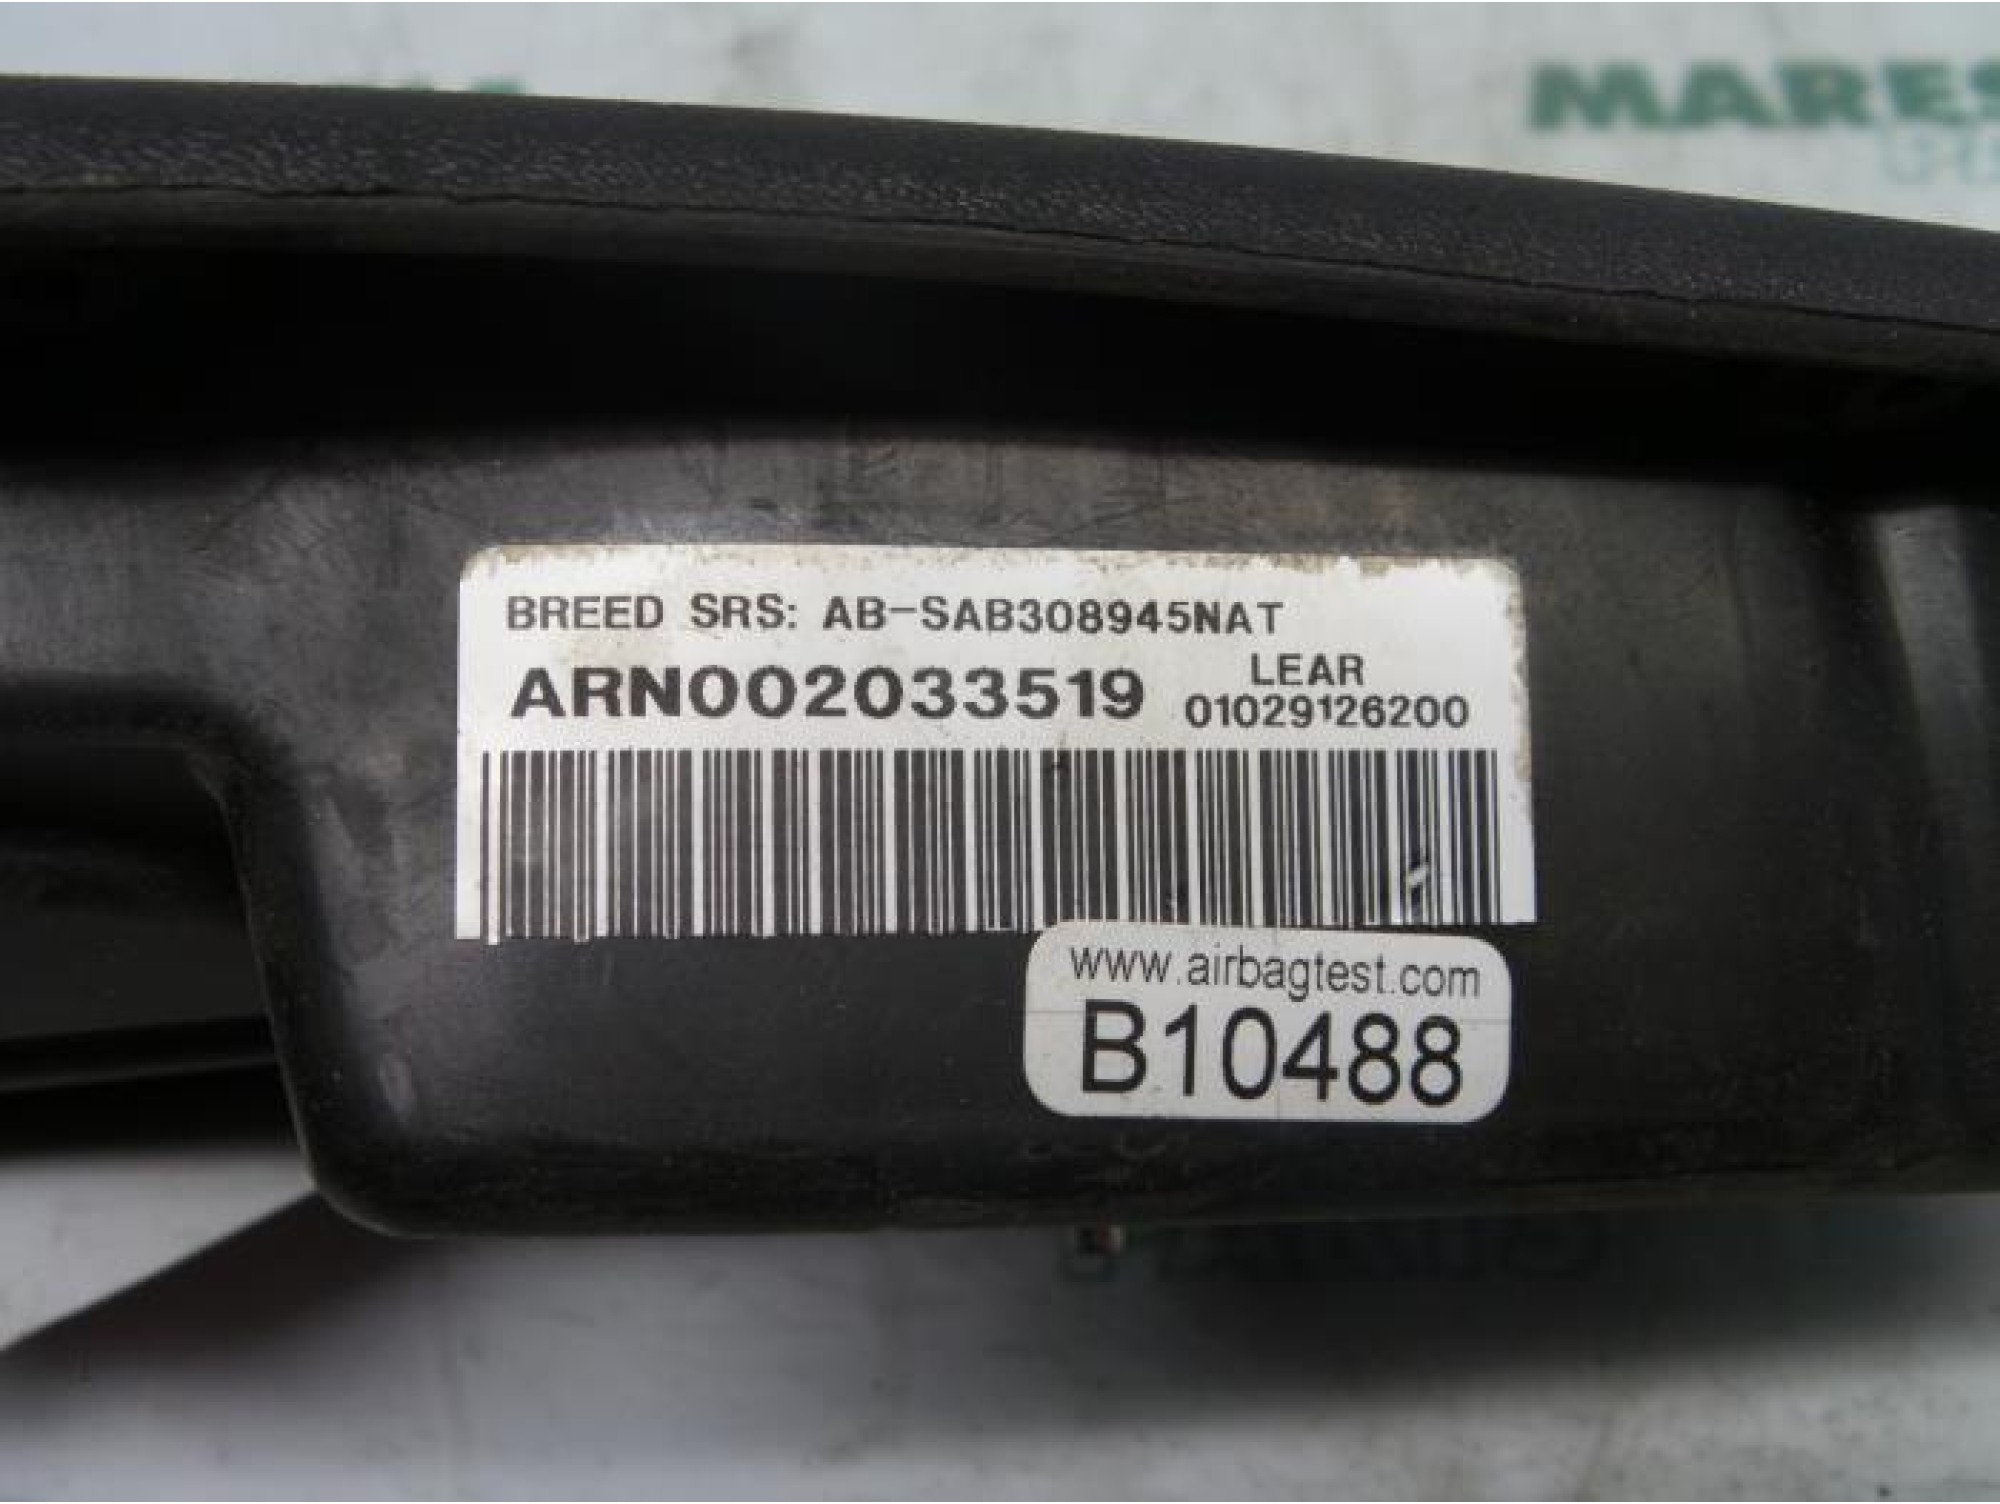 MARES
BREED SRS: AB-SAB308945NAT
ARN002033519
LEAR
01029126200
www.airbagtest.com
B10488